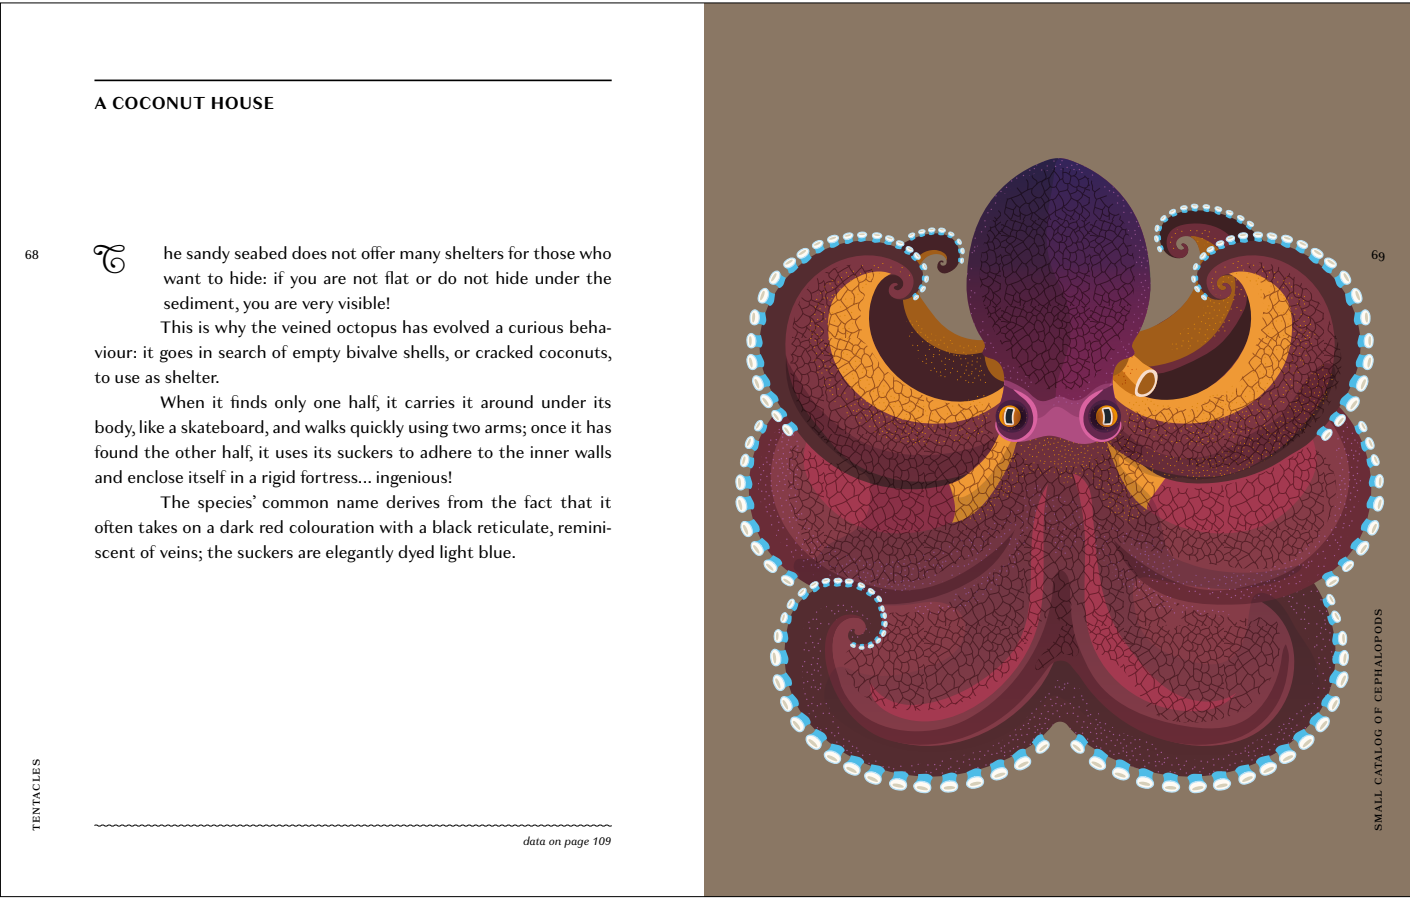 A COCONUT HOUSE
68
The sandy seabed does not offer many shelters for those who
want to hide: if you are not flat or do not hide under the
sediment, you are very visible!
This is why the veined octopus has evolved a curious beha-
viour: it goes in search of empty bivalve shells, or cracked coconuts,
to use as shelter.
When it finds only one half, it carries it around under its
body, like a skateboard, and walks quickly using two arms; once it has
found the other half, it uses its suckers to adhere to the inner walls
and enclose itself in a rigid fortress... ingenious!
The species’ common name derives from the fact that it
often takes on a dark red colouration with a black reticulate, remini-
scent of veins; the suckers are elegantly dyed light blue.
TENTACLES
data on page 109
69
SMALL CATALOG OF CEPHALOPODS